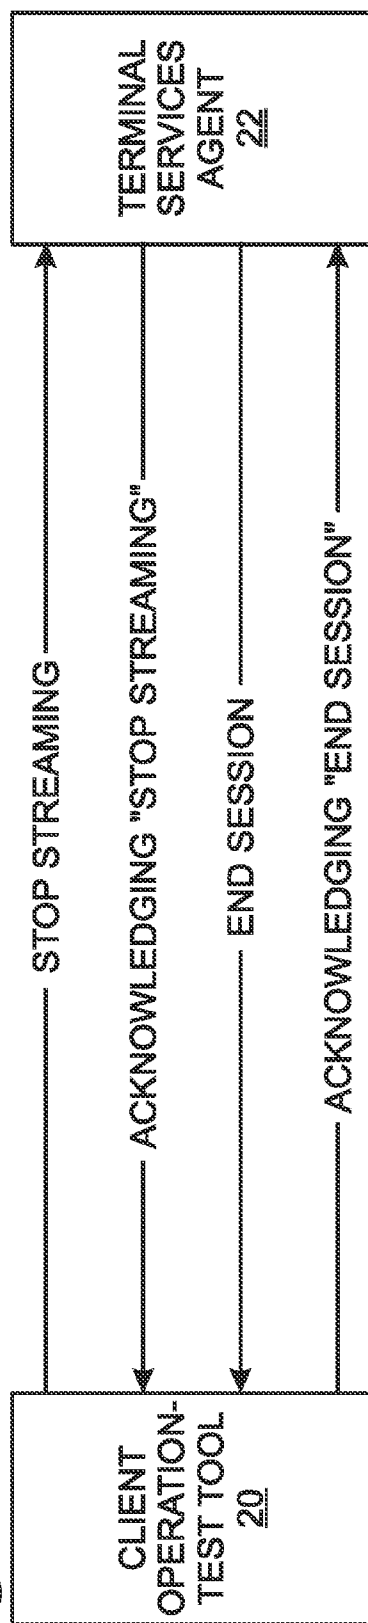 CLIENT
OPERATION-
TEST TOOL
20
STOP STREAMING
ACKNOWLEDGING "STOP STREAMING"
END SESSION
ACKNOWLEDGING "END SESSION"
TERMINAL
SERVICES
AGENT
22